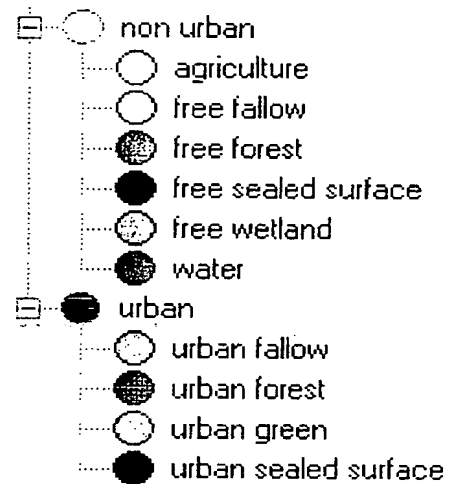 non urban
agriculture
free fallow
free forest
free sealed surface
free wetland
water
urban
urban fallow
urban forest
urban green
urban sealed surface